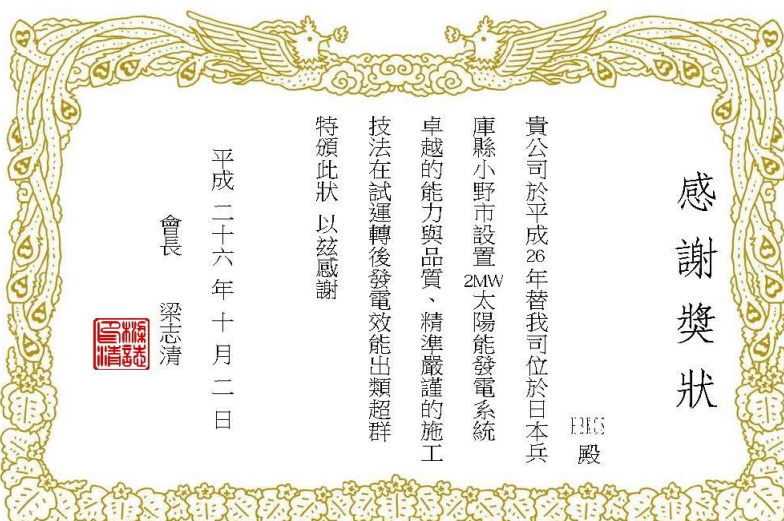 感謝獎狀
殿
貴公司於平成26年替我司位於日本兵
庫縣小野市設置2MW太陽能發電系統
卓越的能力與品質、精準嚴謹的施工
技法在試運轉後發電效能出類超群
特頒此狀 以玆感謝
平成二十六年十月二日
會長 梁志清